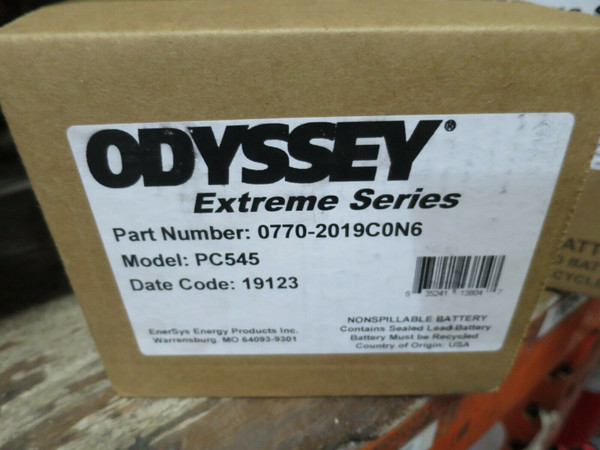 ODYSSEY®
Extreme Series
Part Number: 0770-2019C0N6
Model: PC545
Date Code: 19123
NONSPILLABLE BATTERY
Contains Sealed Lead Battery
Battery Must be Recycled
Country of Origin: USA
EnerSys Energy Products Inc.
Warrensburg, MO 64093-9301